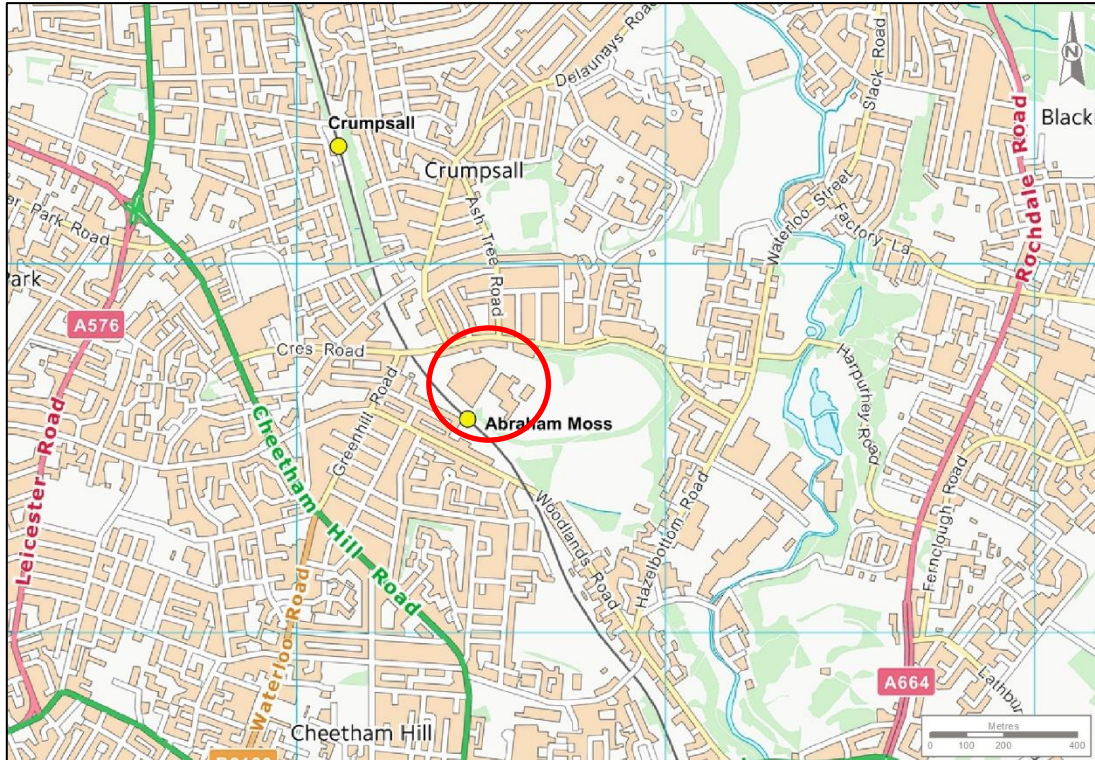 Delaunays Road
Slack Road
N
Rochdale Road
Crumpsall
Crumpsall
Ash Tree Road
Waterloo Street
Factory La
Park Road
Park
A576
Cres Road
Greenhill Road
Cheetham Hill Road
Abraham Moss
Harpurhey Road
Leicester Road
Woodlands Road
Hazelbottom Road
Fernclough Road
Waterloo Road
A664
Cheetham Hill
Metres
0 100 200 400